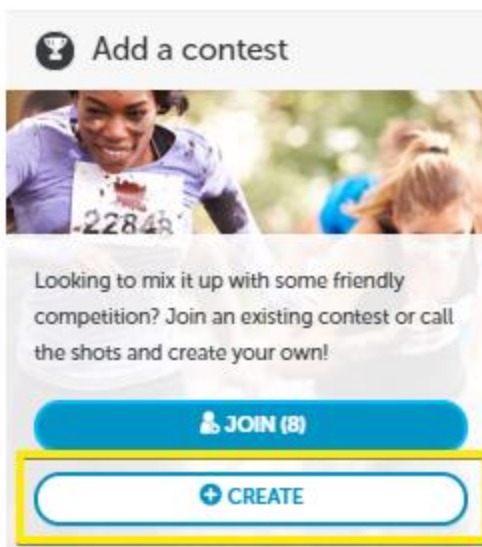 Add a contest
22848
Looking to mix it up with some friendly
competition? Join an existing contest or call
the shots and create your own!
JOIN (8)
CREATE